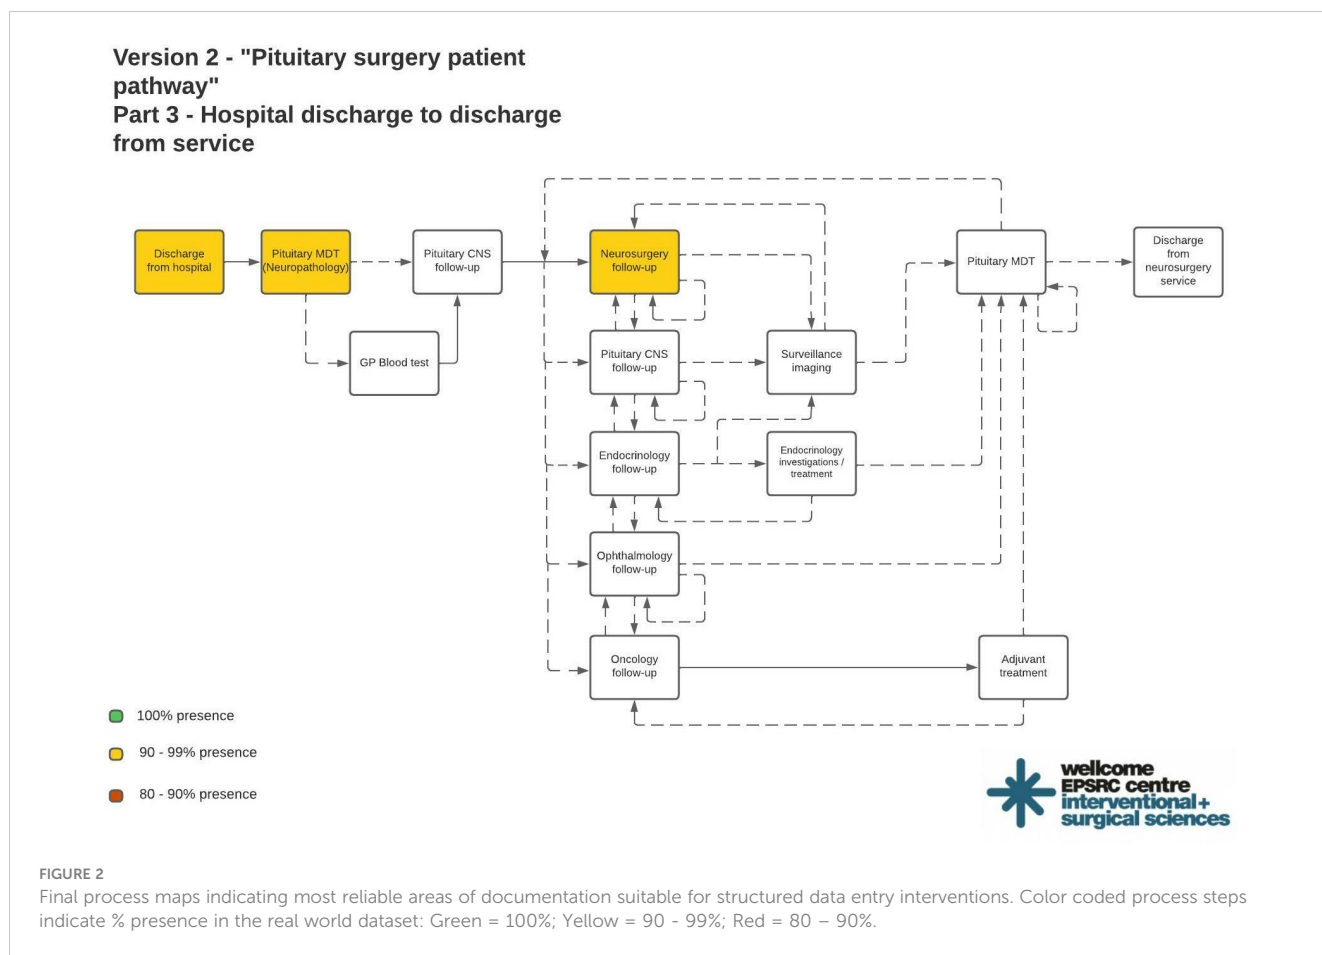 Version 2 - "Pituitary surgery patient
pathway"
Part 3 - Hospital discharge to discharge
from service
Discharge
from hospital
Pituitary MDT
(Neuropathology)
Pituitary CNS
follow-up
GP Blood test
Neurosurgery
follow-up
Pituitary CNS
follow-up
Endocrinology
follow-up
Ophthalmology
follow-up
Oncology
follow-up
Surveillance
imaging
Endocrinology
investigations /
treatment
Pituitary MDT
Adjuvant
treatment
Discharge
from
neurosurgery
service
100% presence
90 - 99% presence
80 - 90% presence
wellcome
EPSRC centre
interventional+
surgical sciences
FIGURE 2
Final process maps indicating most reliable areas of documentation suitable for structured data entry interventions. Color coded process steps
indicate % presence in the real world dataset: Green = 100%; Yellow = 90 - 99%; Red = 80 – 90%.